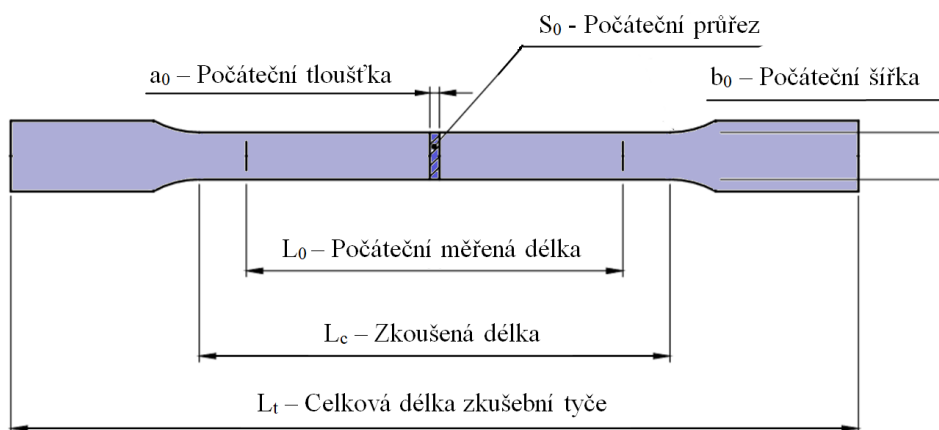 S₀ - Počáteční průřez
a₀ – Počáteční tloušťka
b₀ – Počáteční šířka
L₀ – Počáteční měřená délka
Lc – Zkoušená délka
Lt – Celková délka zkušební tyče